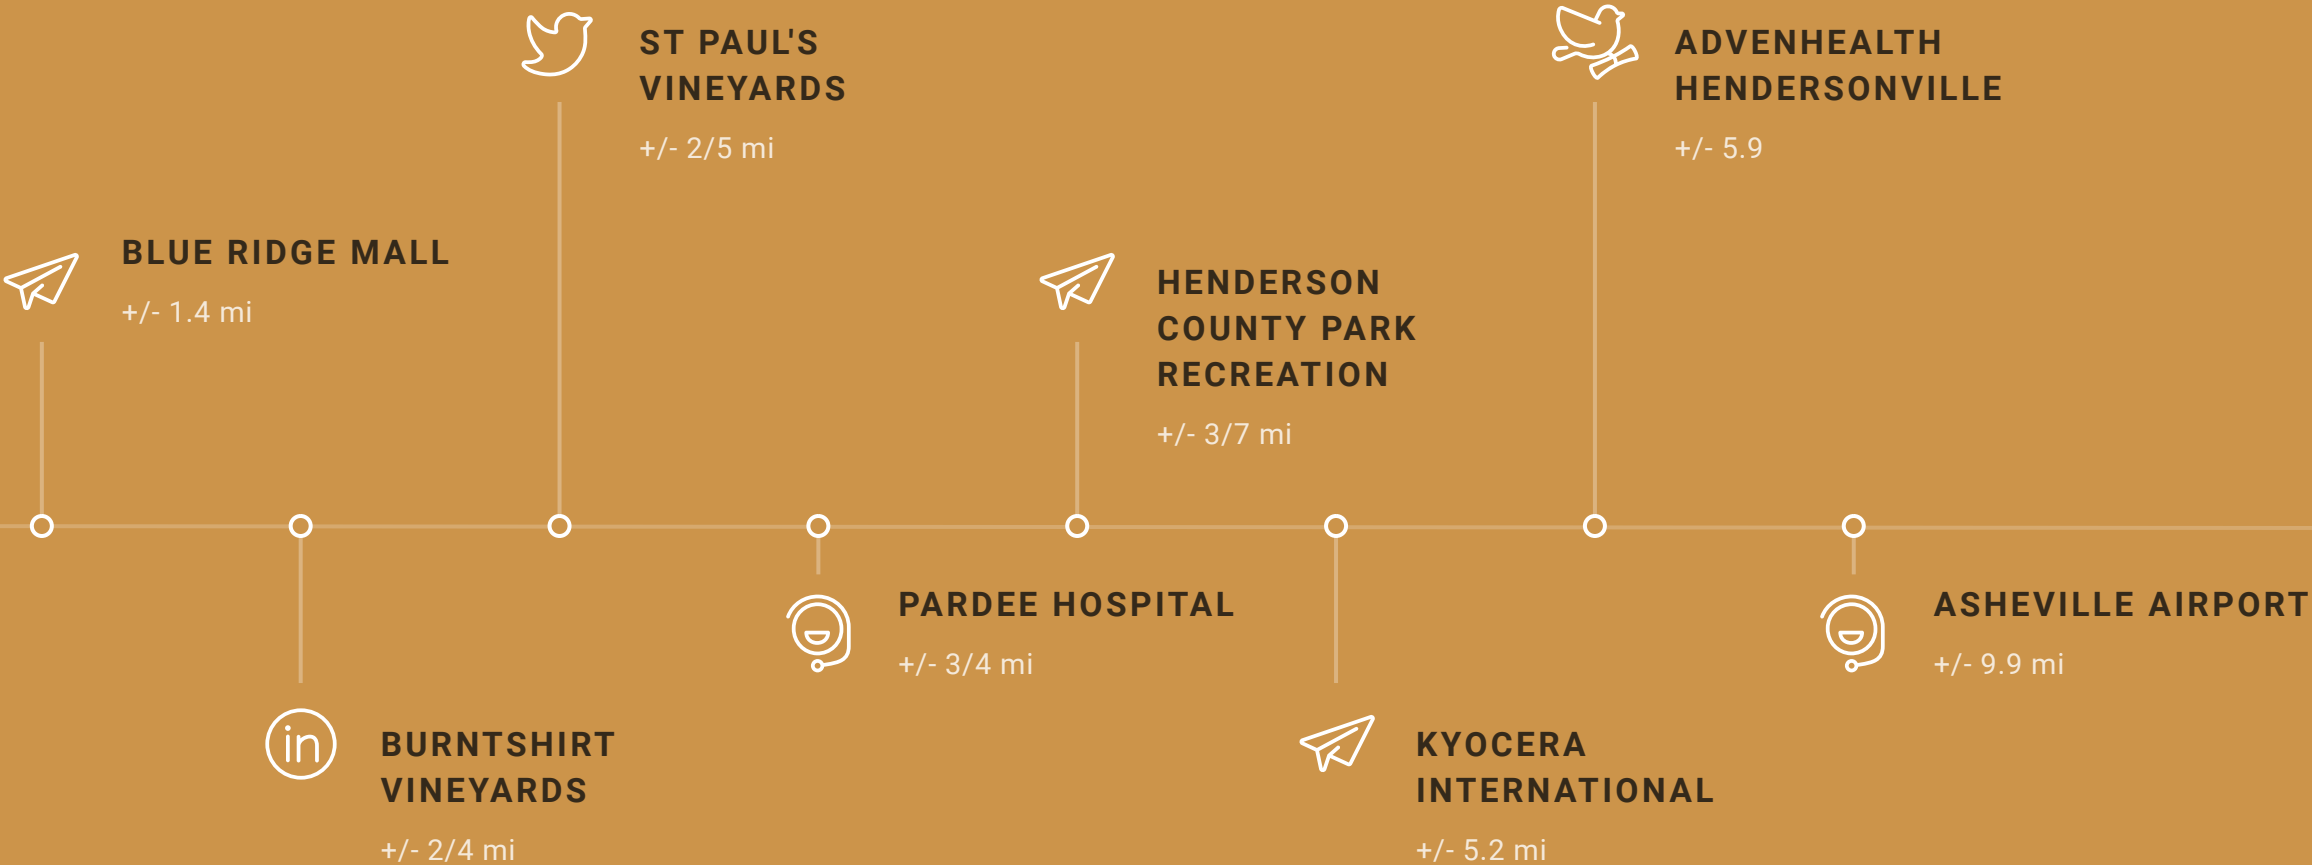 BLUE RIDGE MALL
+/- 1.4 mi
in
BURNTSHIRT
VINEYARDS
+/- 2/4 mi
ST PAUL'S
VINEYARDS
+/- 2/5 mi
PARDEE HOSPITAL
+/- 3/4 mi
HENDERSON
COUNTY PARK
RECREATION
+/- 3/7 mi
KYOCERA
INTERNATIONAL
+/- 5.2 mi
ADVENHEALTH
HENDERSONVILLE
+/- 5.9
ASHEVILLE AIRPORT
+/- 9.9 mi